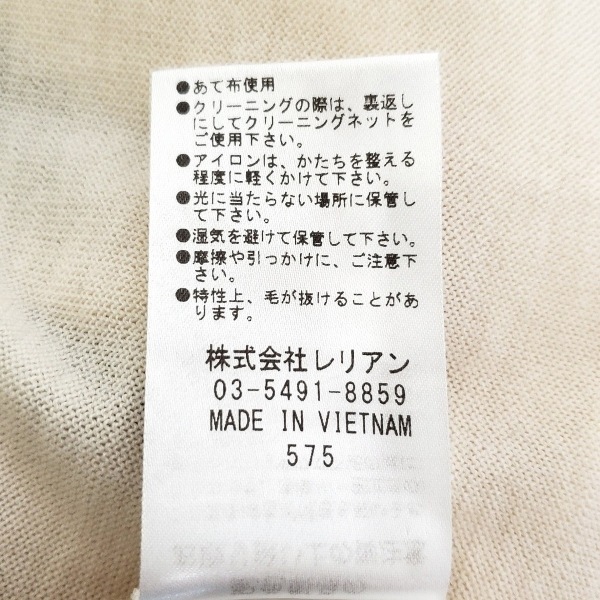 ●あて布使用
●クリーニングの際は、裏返し
にしてクリーニングネットを
ご使用下さい。
●アイロンは、かたちを整える
程度に軽くかけて下さい。
●光に当たらない場所に保管し
て下さい。
●湿気を避けて保管して下さい。
●摩擦や引っかけに、ご注意下
さい。
●特性上、毛が抜けることがあ
ります。
株式会社レリアン
03-5491-8859
MADE IN VIETNAM
575